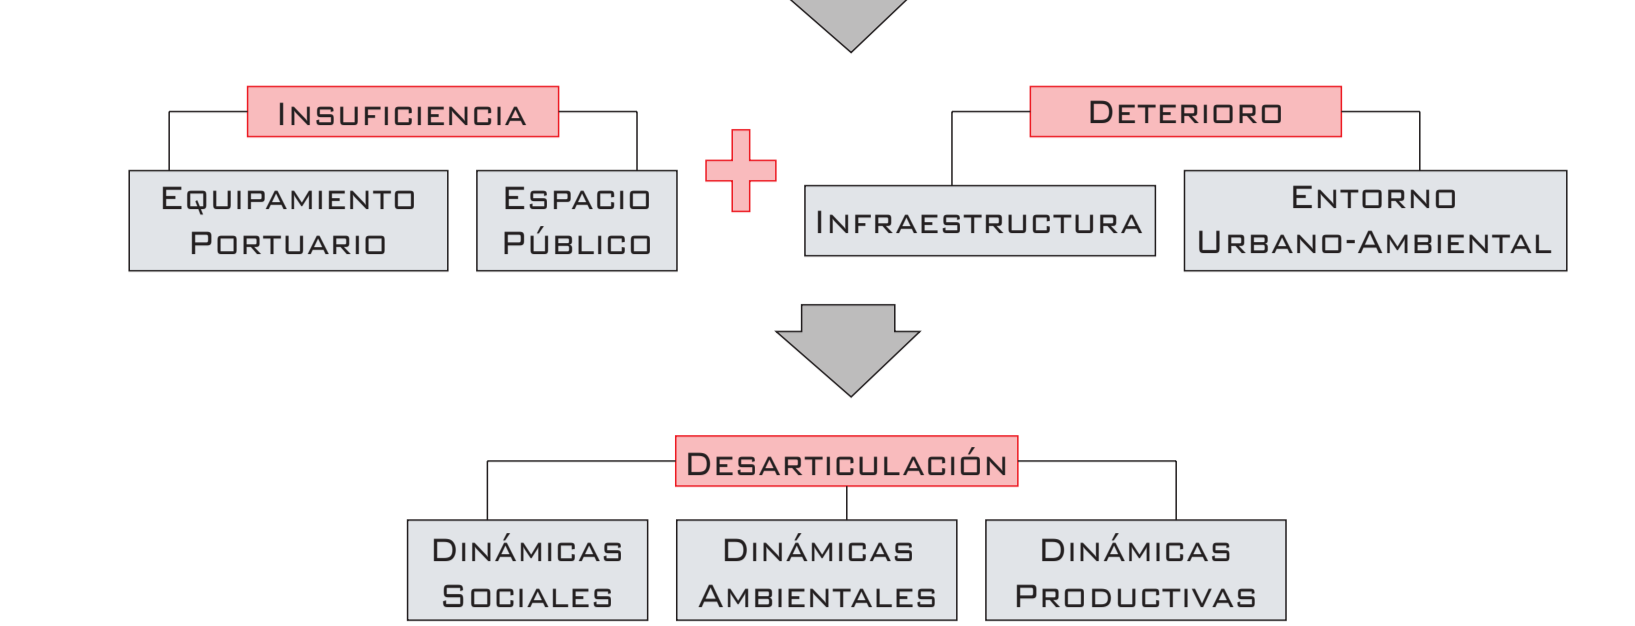 Insuficiencia
Equipamiento
Portuario
Espacio
Público
Deterioro
Infraestructura
Entorno
Urbano-Ambiental
Desarticulación
Dinámicas
Sociales
Dinámicas
Ambientales
Dinámicas
Productivas